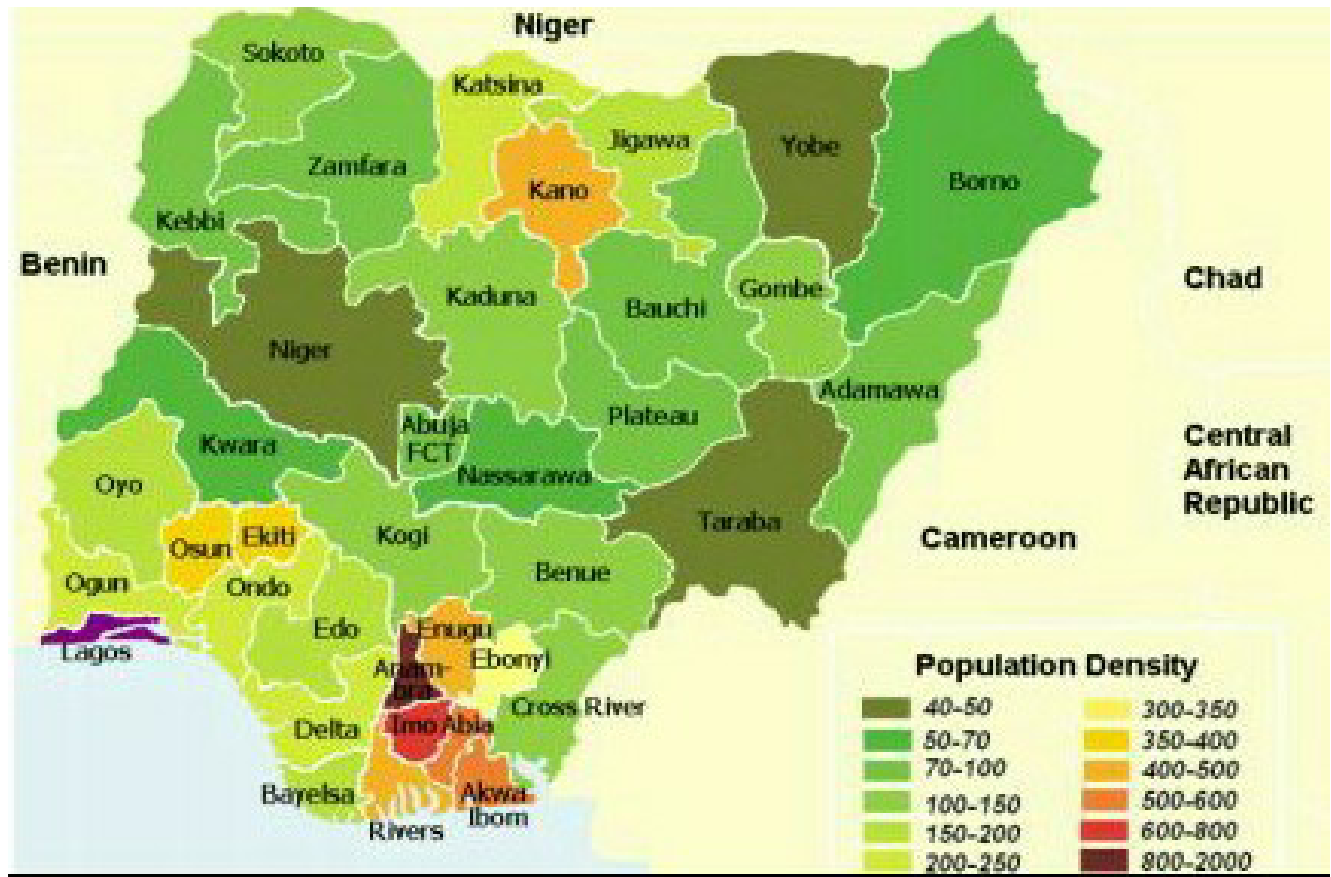 Niger
Sokoto
Katsina
Jigawa
Yobe
Zamfara
Borno
Kano
Kebbi
Benin
Chad
Gombe
Kaduna
Bauchi
Niger
Adamawa
Plateau
Abuja
FCT
Kwara
Nassarawa
Central
African
Republic
Oyo
Taraba
Kogi
Cameroon
Osun
Ekiti
Benue
Ogun
Ondo
Edo
Enugu
Lagos
Ebonyi
Anam-
bra
Cross River
Delta
Imo
Abia
Bayelsa
Akwa
Ibom
Rivers
Population Density
40-50
50-70
70-100
100-150
150-200
200-250
300-350
350-400
400-500
500-600
600-800
800-2000